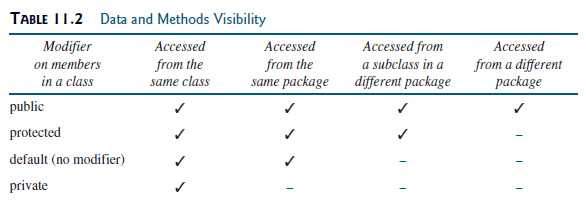 TABLE 11.2 Data and Methods Visibility
Modifier on members in a class Accessed from the same class Accessed from the same package Accessed from a subclass in a different package Accessed from a different package
public ✓ ✓ ✓ ✓
protected ✓ ✓ ✓ –
default (no modifier) ✓ ✓ – –
private ✓ – – –